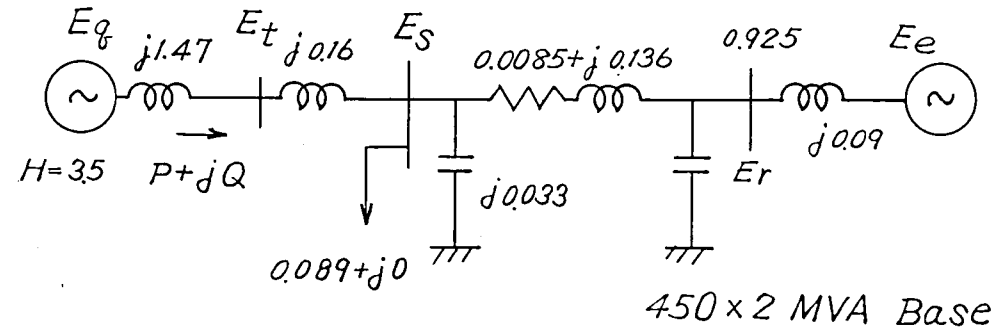 Eq
j1.47
Et
j0.16
Es
0.0085+j0.136
0.925
Ee
~
~
H=3.5
P+jQ
j0.033
Er
j0.09
0.089+j0
450×2 MVA Base